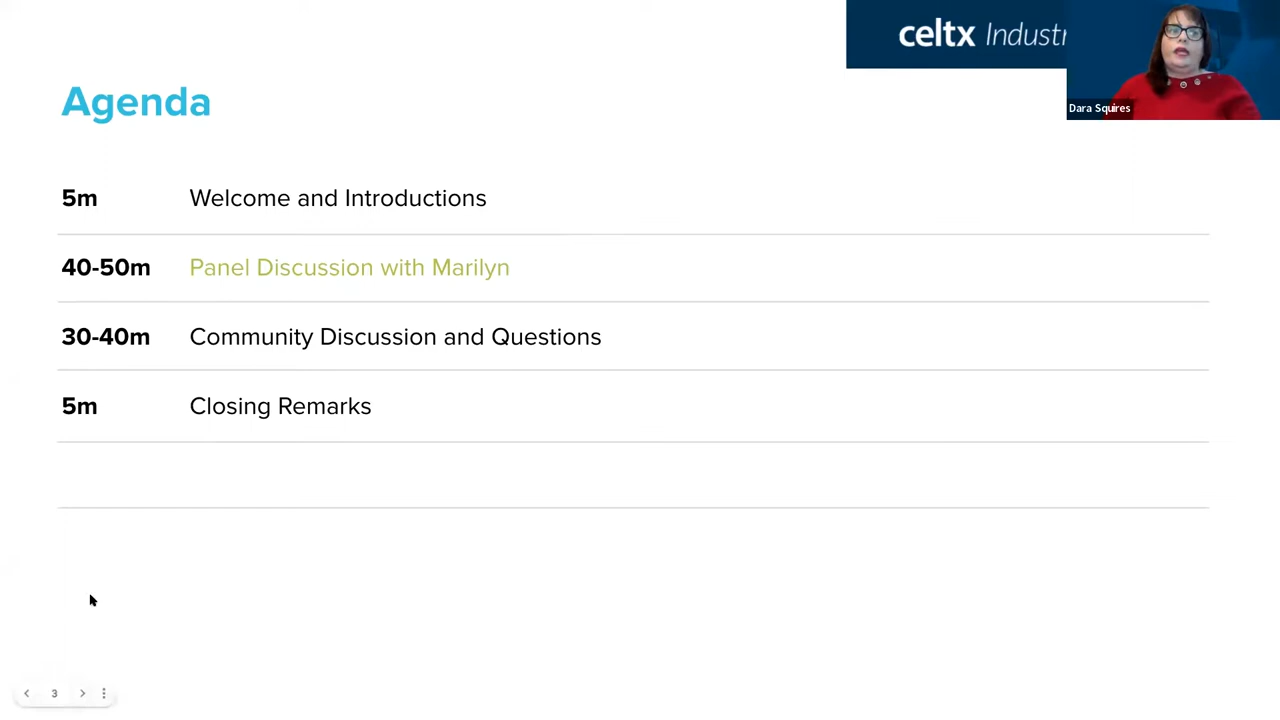 celtx Industr
Dara Squires
Agenda
5m Welcome and Introductions
40-50m Panel Discussion with Marilyn
30-40m Community Discussion and Questions
5m Closing Remarks
3